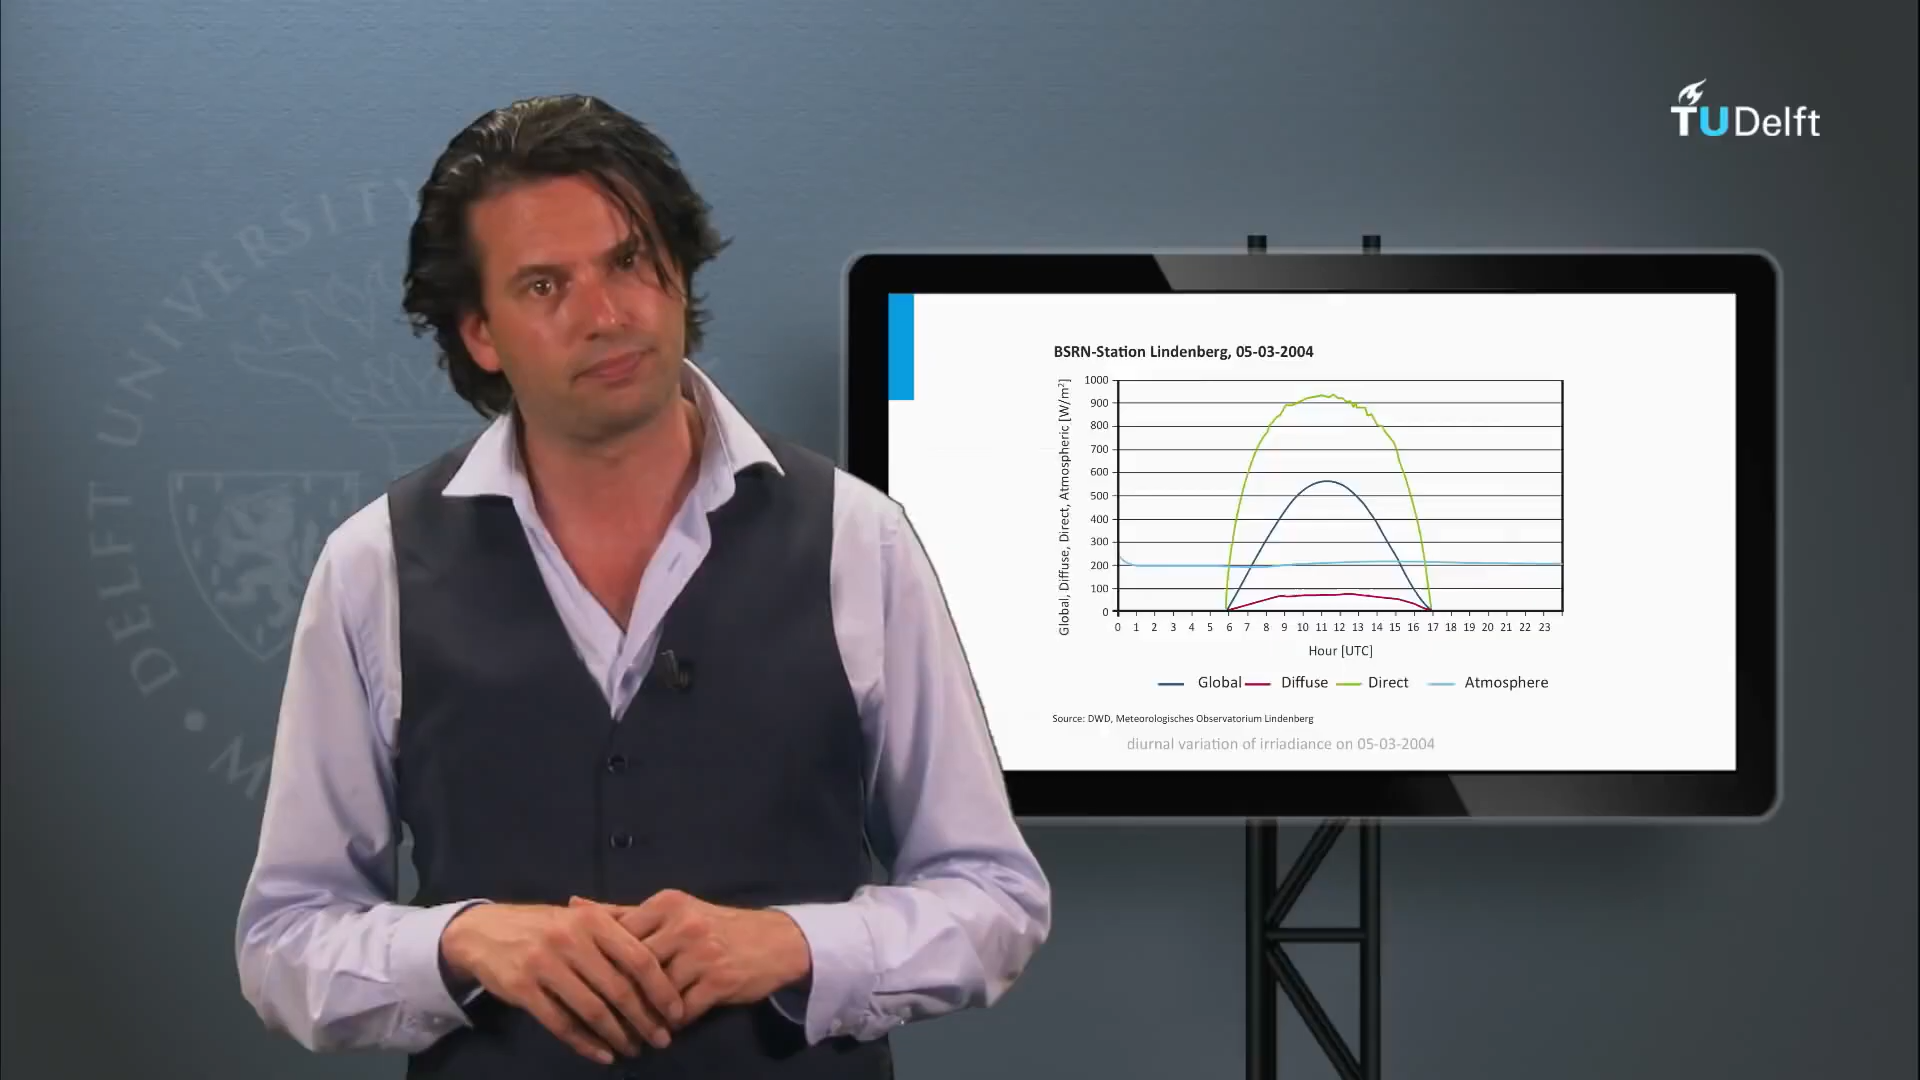 TUDelft
DELFT UNIVERSITY
BSRN-Station Lindenberg, 05-03-2004
Global, Diffuse, Direct, Atmospheric [W/m²]
1000
900
800
700
600
500
400
300
200
100
0
0 1 2 3 4 5 6 7 8 9 10 11 12 13 14 15 16 17 18 19 20 21 22 23
Hour [UTC]
Global Diffuse Direct Atmosphere
Source: DWD, Meteorologisches Observatorium Lindenberg
diurnal variation of irriadiance on 05-03-2004